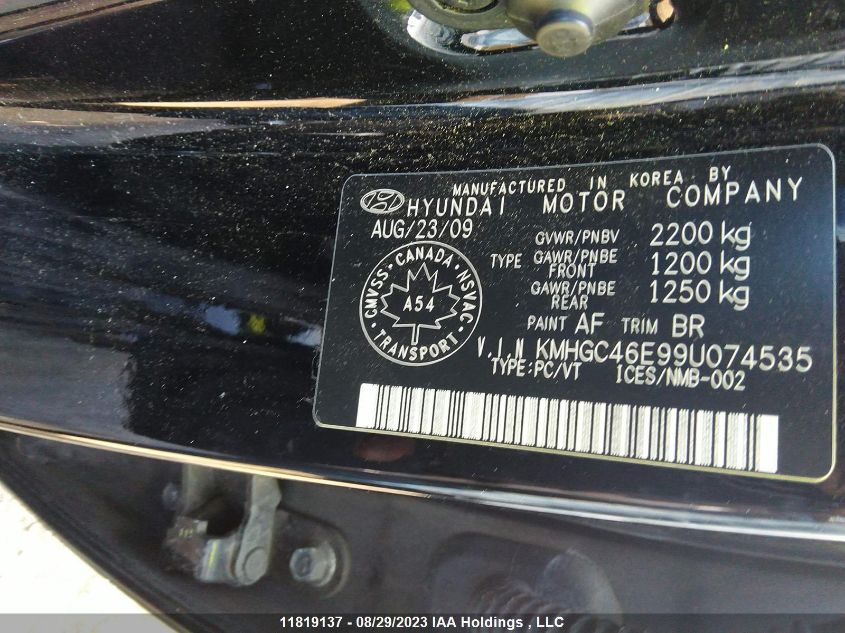 MANUFACTURED IN KOREA BY
HYUNDAI MOTOR COMPANY
AUG/23/09
GVWR/PNBV 2200 kg
TYPE GAWR/PNBE FRONT 1200 kg
GAWR/PNBE REAR 1250 kg
CANADA
CMVSS NSVAC
A54
TRANSPORT
PAINT AF TRIM BR
V.I.N KMHGC46E99U074535
TYPE:PC/VT ICES/NMB-002
11819137 - 08/29/2023 IAA Holdings , LLC